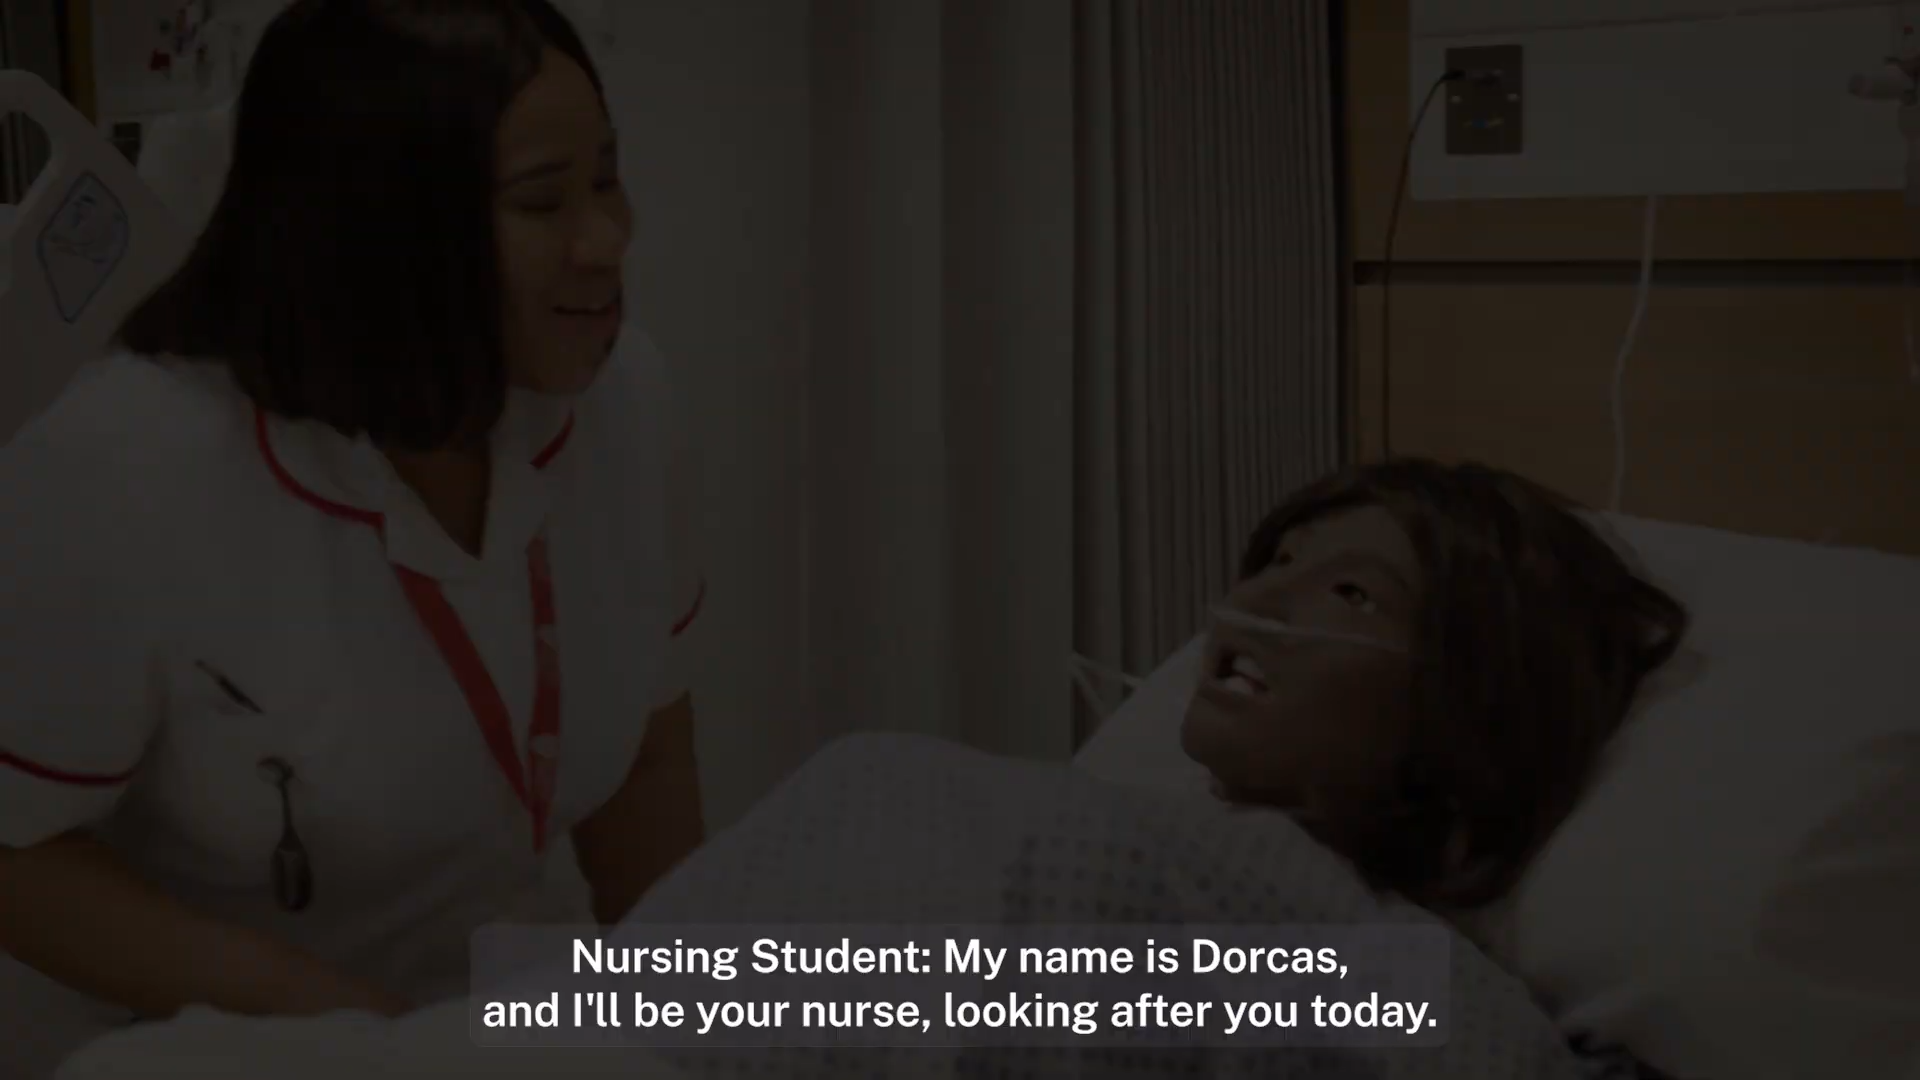 Nursing Student: My name is Dorcas,
and I'll be your nurse, looking after you today.